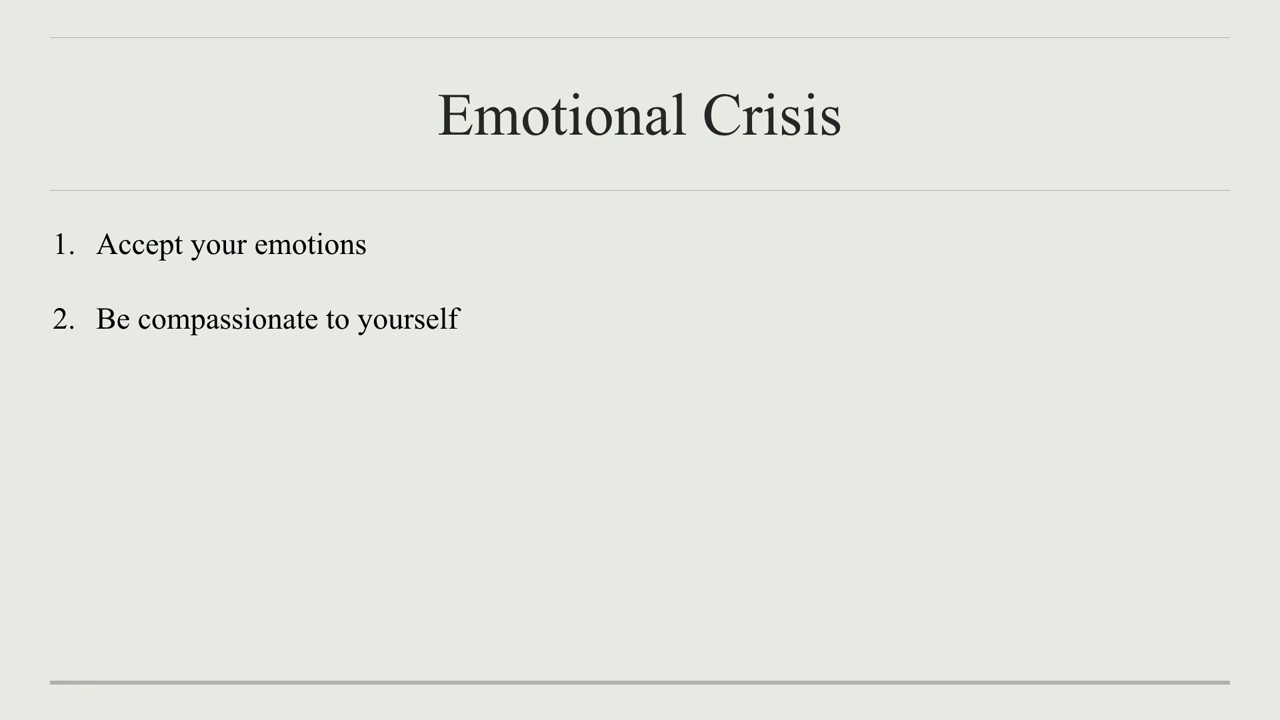 Emotional Crisis
1. Accept your emotions
2. Be compassionate to yourself